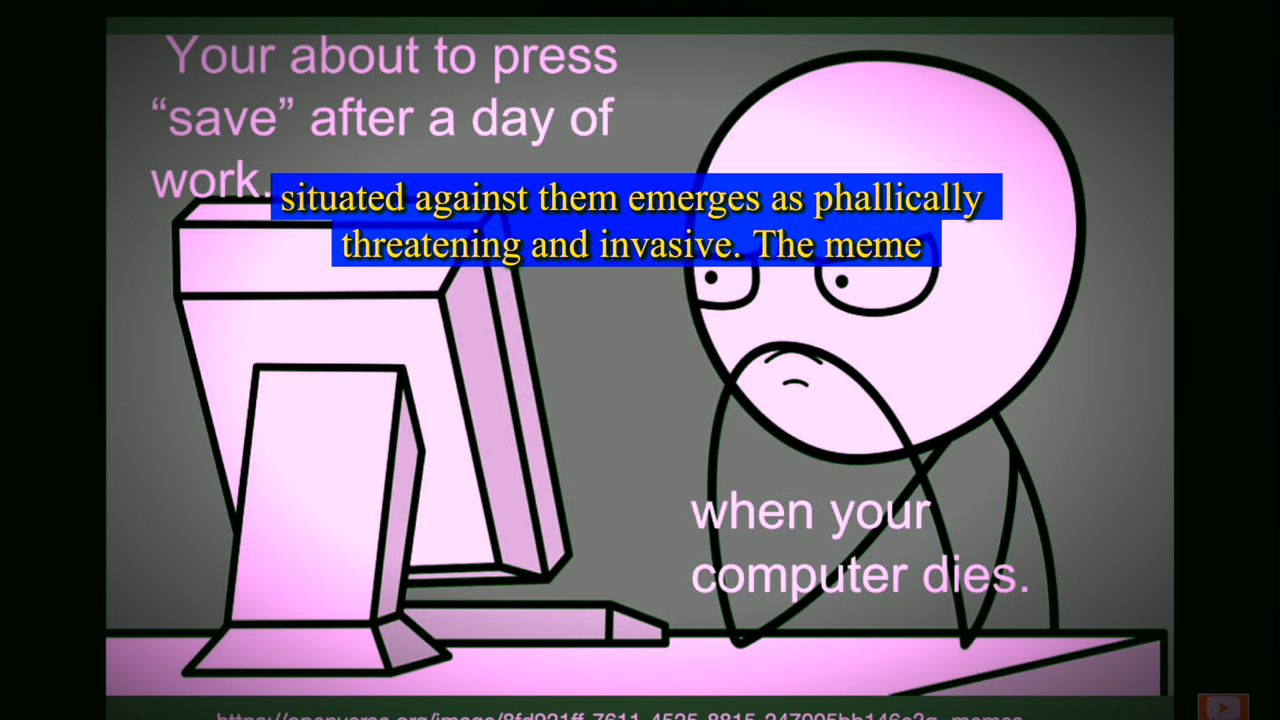 Your about to press
“save” after a day of
work.
situated against them emerges as phallically
threatening and invasive. The meme
when your
computer dies.